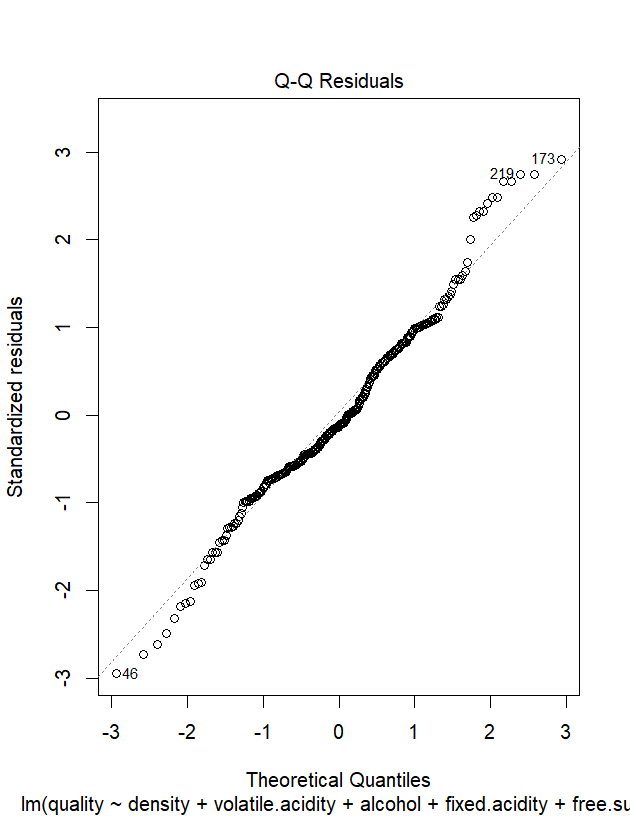 Q-Q Residuals
3
2
1
0
-1
-2
-3
Standardized residuals
173
219
46
-3 -2 -1 0 1 2 3
Theoretical Quantiles
lm(quality ~ density + volatile.acidity + alcohol + fixed.acidity + free.su